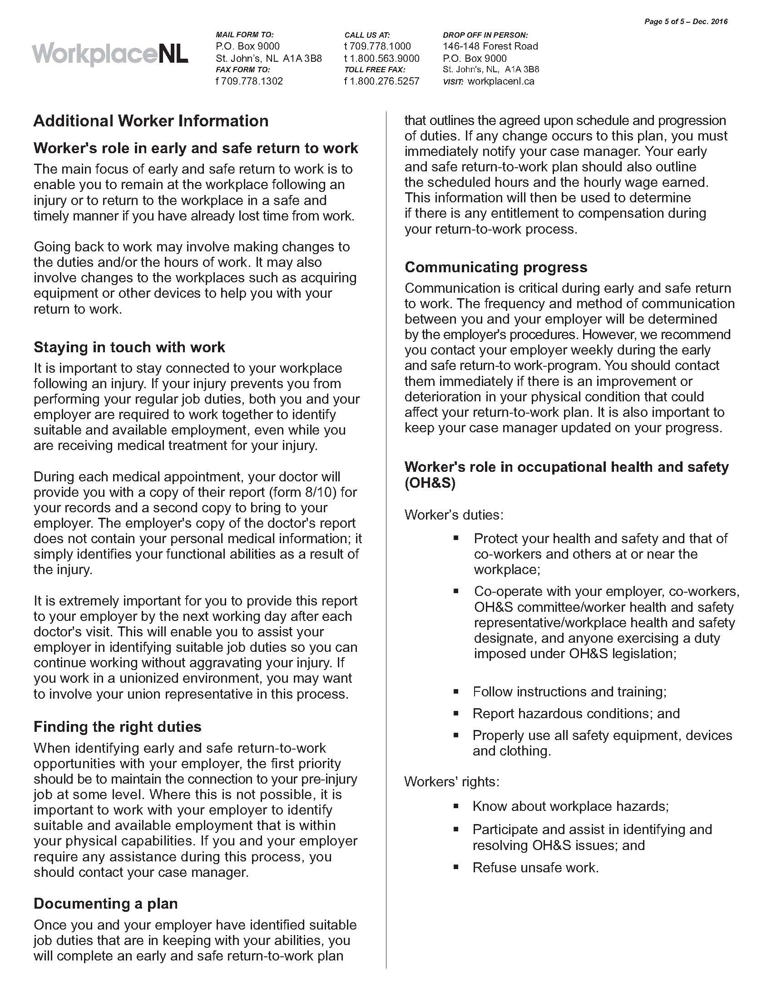 Page 5 of 5 – Dec. 2016
WorkplaceNL
MAIL FORM TO:
P.O. Box 9000
St. John’s, NL A1A 3B8
FAX FORM TO:
f 709.778.1302
CALL US AT:
t 709.778.1000
t 1.800.563.9000
TOLL FREE FAX:
f 1.800.276.5257
DROP OFF IN PERSON:
146-148 Forest Road
P.O. Box 9000
St. John's, NL, A1A 3B8
VISIT: workplacenl.ca
Additional Worker Information
Worker's role in early and safe return to work
The main focus of early and safe return to work is to
enable you to remain at the workplace following an
injury or to return to the workplace in a safe and
timely manner if you have already lost time from work.
Going back to work may involve making changes to
the duties and/or the hours of work. It may also
involve changes to the workplaces such as acquiring
equipment or other devices to help you with your
return to work.
Staying in touch with work
It is important to stay connected to your workplace
following an injury. If your injury prevents you from
performing your regular job duties, both you and your
employer are required to work together to identify
suitable and available employment, even while you
are receiving medical treatment for your injury.
During each medical appointment, your doctor will
provide you with a copy of their report (form 8/10) for
your records and a second copy to bring to your
employer. The employer's copy of the doctor's report
does not contain your personal medical information; it
simply identifies your functional abilities as a result of
the injury.
It is extremely important for you to provide this report
to your employer by the next working day after each
doctor's visit. This will enable you to assist your
employer in identifying suitable job duties so you can
continue working without aggravating your injury. If
you work in a unionized environment, you may want
to involve your union representative in this process.
Finding the right duties
When identifying early and safe return-to-work
opportunities with your employer, the first priority
should be to maintain the connection to your pre-injury
job at some level. Where this is not possible, it is
important to work with your employer to identify
suitable and available employment that is within
your physical capabilities. If you and your employer
require any assistance during this process, you
should contact your case manager.
Documenting a plan
Once you and your employer have identified suitable
job duties that are in keeping with your abilities, you
will complete an early and safe return-to-work plan
that outlines the agreed upon schedule and progression
of duties. If any change occurs to this plan, you must
immediately notify your case manager. Your early
and safe return-to-work plan should also outline
the scheduled hours and the hourly wage earned.
This information will then be used to determine
if there is any entitlement to compensation during
your return-to-work process.
Communicating progress
Communication is critical during early and safe return
to work. The frequency and method of communication
between you and your employer will be determined
by the employer's procedures. However, we recommend
you contact your employer weekly during the early
and safe return-to work-program. You should contact
them immediately if there is an improvement or
deterioration in your physical condition that could
affect your return-to-work plan. It is also important to
keep your case manager updated on your progress.
Worker's role in occupational health and safety
(OH&S)
Worker’s duties:
▪ Protect your health and safety and that of
co-workers and others at or near the
workplace;
▪ Co-operate with your employer, co-workers,
OH&S committee/worker health and safety
representative/workplace health and safety
designate, and anyone exercising a duty
imposed under OH&S legislation;
▪ Follow instructions and training;
▪ Report hazardous conditions; and
▪ Properly use all safety equipment, devices
and clothing.
Workers' rights:
▪ Know about workplace hazards;
▪ Participate and assist in identifying and
resolving OH&S issues; and
▪ Refuse unsafe work.